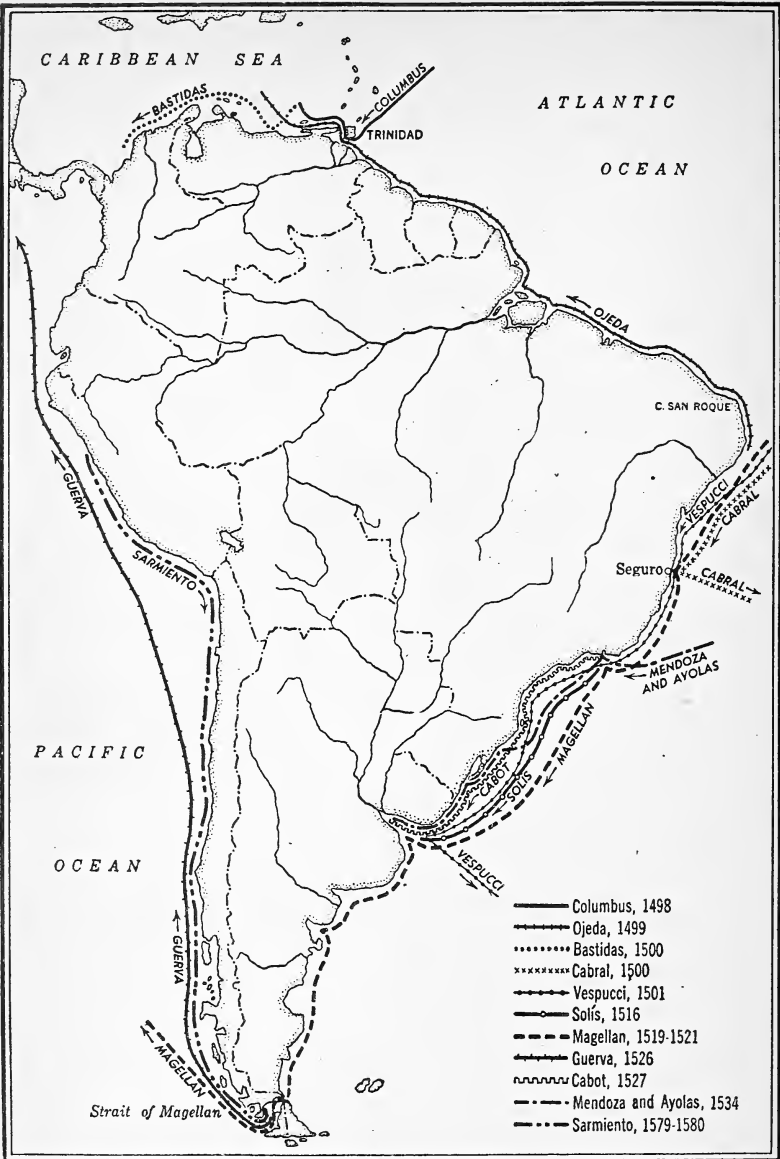 CARIBBEAN SEA
BASTIDAS
COLUMBUS
TRINIDAD
ATLANTIC
OCEAN
OJEDA
C. SAN ROQUE
VESPUCCI
CABRAL
Seguro
CABRAL
GUERVA
SARMIENTO
MENDOZA
AND AYOLAS
MAGELLAN
CABOT
SOLÍS
PACIFIC
OCEAN
VESPUCCI
GUERVA
MAGELLAN
Strait of Magellan
Columbus, 1498
Ojeda, 1499
Bastidas, 1500
Cabral, 1500
Vespucci, 1501
Solís, 1516
Magellan, 1519-1521
Guerva, 1526
Cabot, 1527
Mendoza and Ayolas, 1534
Sarmiento, 1579-1580